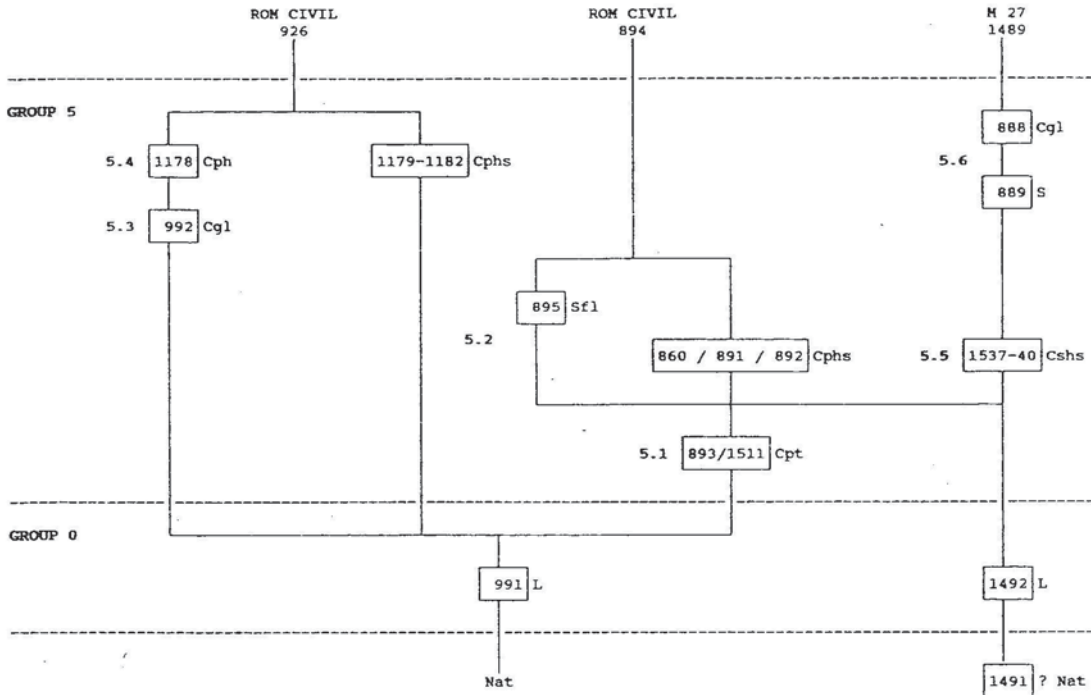 ROM CIVIL ROM CIVIL M 27
926 894 1489
GROUP 5
888 Cgl
5.4 1178 Cph 1179-1182 Cphs 5.6
889 S
5.3 992 Cgl
895 Sfl
5.2
860 / 891 / 892 Cphs 5.5 1537-40 Cshs
5.1 893/1511 Cpt
GROUP 0
991 L 1492 L
Nat 1491 ? Nat